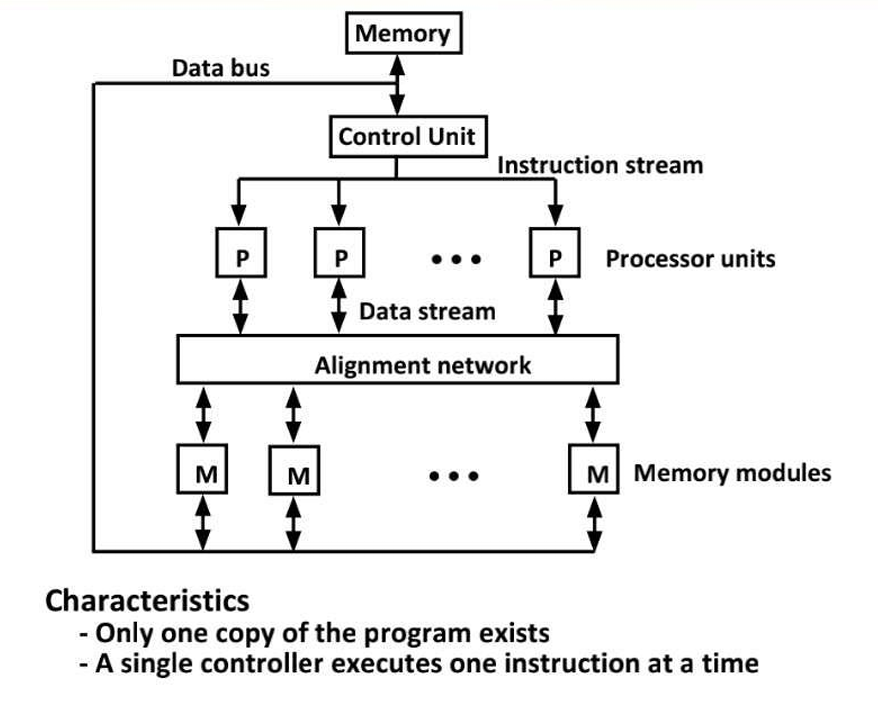 Memory
Data bus
Control Unit
Instruction stream
P P ••• P Processor units
Data stream
Alignment network
M M ••• M Memory modules
Characteristics
- Only one copy of the program exists
- A single controller executes one instruction at a time